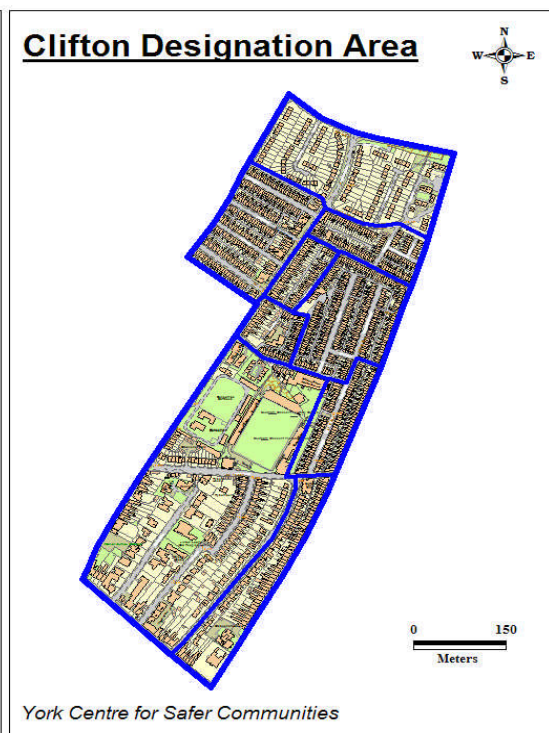 Clifton Designation Area
N
W E
S
0 150
Meters
York Centre for Safer Communities